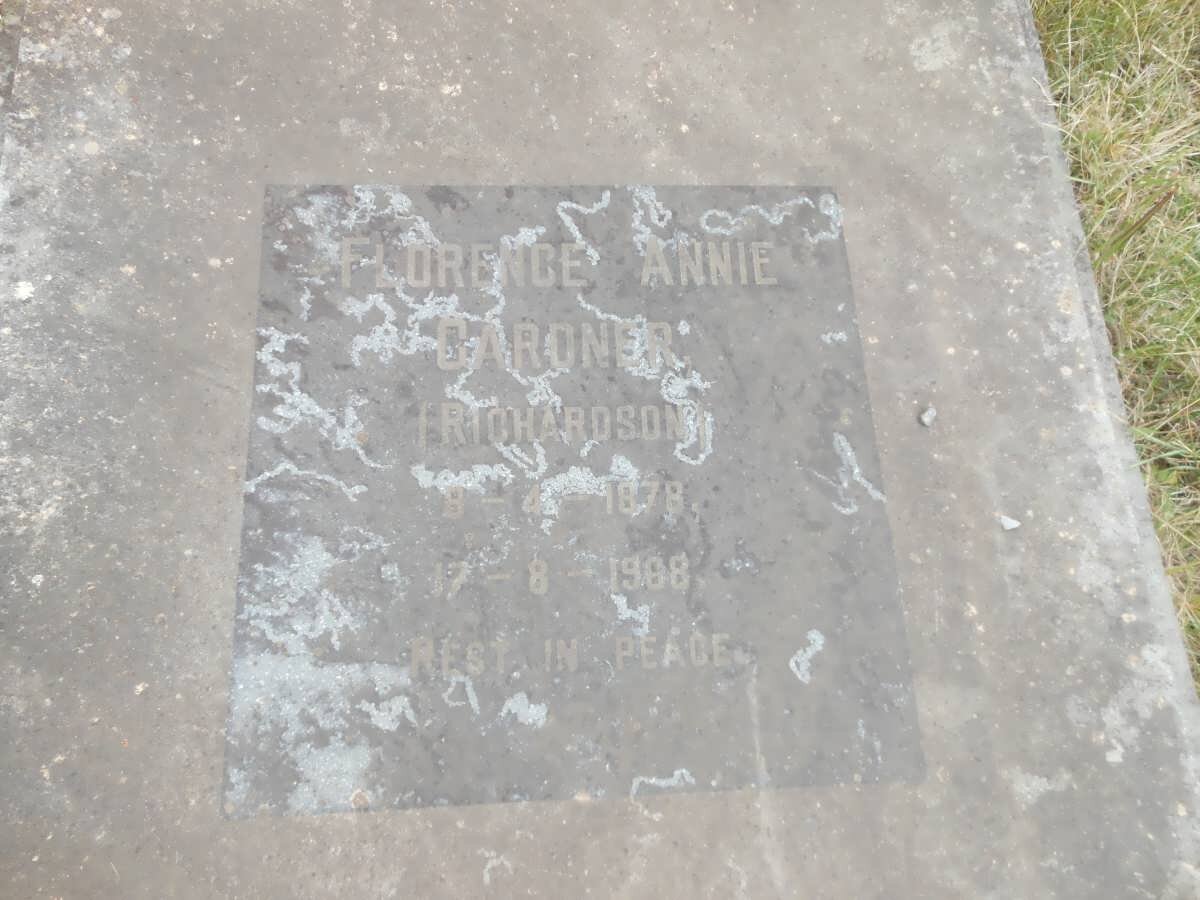 FLORENCE ANNIE
GARDNER.
(RICHARDSON)
8 - 4 - 1878.
17 - 8 - 1968.
REST IN PEACE.